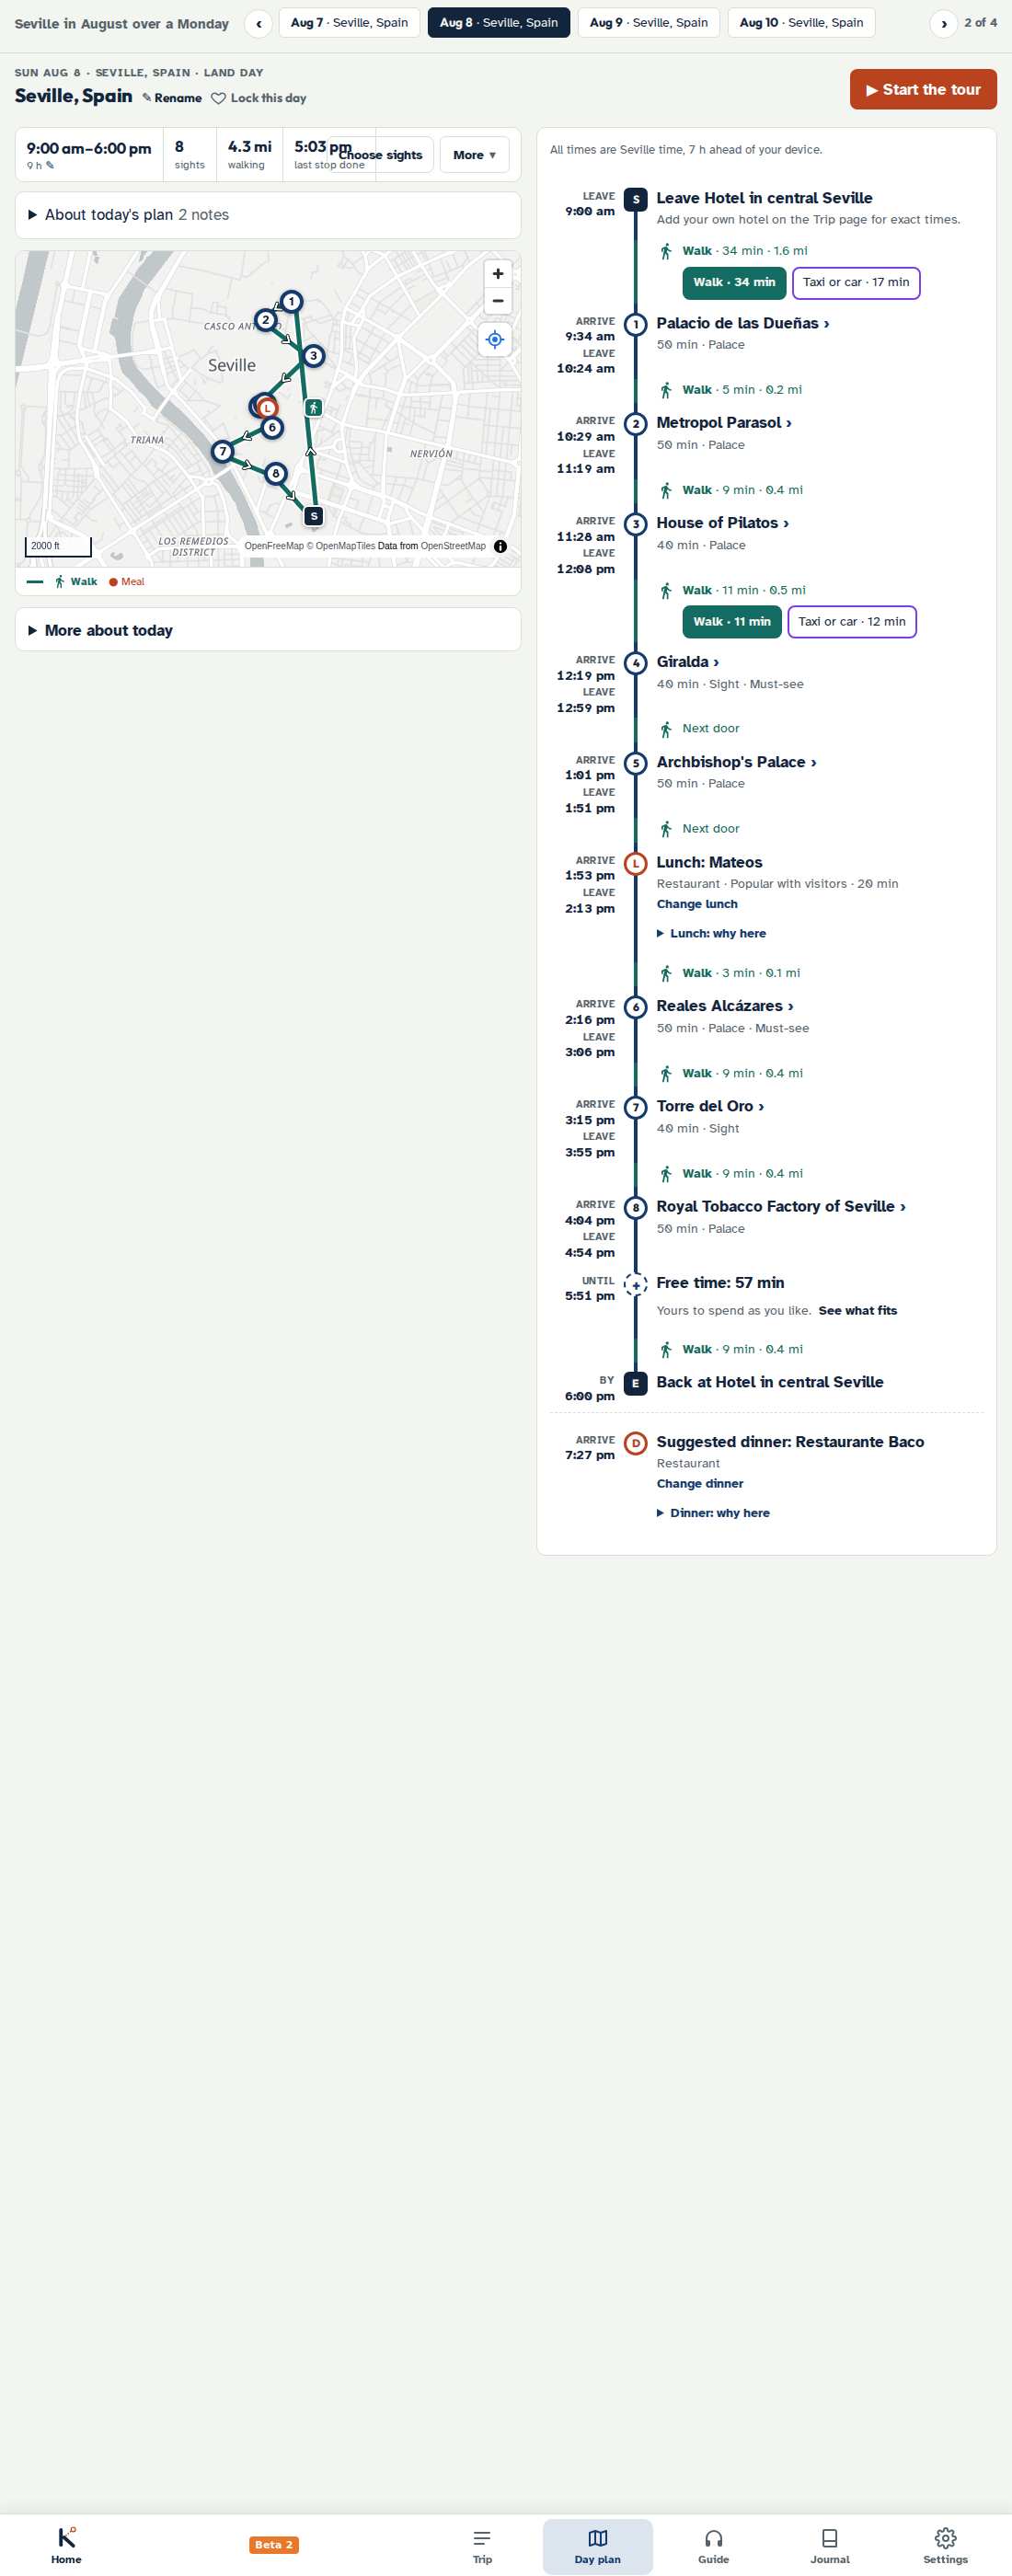 Seville in August over a Monday
‹
Aug 7 · Seville, Spain
Aug 8 · Seville, Spain
Aug 9 · Seville, Spain
Aug 10 · Seville, Spain
›
2 of 4
SUN AUG 8 · SEVILLE, SPAIN · LAND DAY
Seville, Spain
✎ Rename
Lock this day
▶ Start the tour
9:00 am–6:00 pm
9 h ✎
8
sights
4.3 mi
walking
5:03 pm
last stop done
Choose sights
More ▾
▶ About today's plan 2 notes
1
2
CASCO
3
Seville
L
6
7
8
S
TRIANA
NERVIÓN
LOS REMEDIOS
DISTRICT
+
−
2000 ft
OpenFreeMap © OpenMapTiles Data from OpenStreetMap
Walk
Meal
▶ More about today
All times are Seville time, 7 h ahead of your device.
LEAVE
9:00 am
S
Leave Hotel in central Seville
Add your own hotel on the Trip page for exact times.
Walk · 34 min · 1.6 mi
Walk · 34 min
Taxi or car · 17 min
ARRIVE
9:34 am
LEAVE
10:24 am
1
Palacio de las Dueñas ›
50 min · Palace
Walk · 5 min · 0.2 mi
ARRIVE
10:29 am
LEAVE
11:19 am
2
Metropol Parasol ›
50 min · Palace
Walk · 9 min · 0.4 mi
ARRIVE
11:28 am
LEAVE
12:08 pm
3
House of Pilatos ›
40 min · Palace
Walk · 11 min · 0.5 mi
Walk · 11 min
Taxi or car · 12 min
ARRIVE
12:19 pm
LEAVE
12:59 pm
4
Giralda ›
40 min · Sight · Must-see
Next door
ARRIVE
1:01 pm
LEAVE
1:51 pm
5
Archbishop's Palace ›
50 min · Palace
Next door
ARRIVE
1:53 pm
LEAVE
2:13 pm
L
Lunch: Mateos
Restaurant · Popular with visitors · 20 min
Change lunch
▶ Lunch: why here
Walk · 3 min · 0.1 mi
ARRIVE
2:16 pm
LEAVE
3:06 pm
6
Reales Alcázares ›
50 min · Palace · Must-see
Walk · 9 min · 0.4 mi
ARRIVE
3:15 pm
LEAVE
3:55 pm
7
Torre del Oro ›
40 min · Sight
Walk · 9 min · 0.4 mi
ARRIVE
4:04 pm
LEAVE
4:54 pm
8
Royal Tobacco Factory of Seville ›
50 min · Palace
UNTIL
5:51 pm
+
Free time: 57 min
Yours to spend as you like. See what fits
Walk · 9 min · 0.4 mi
BY
6:00 pm
E
Back at Hotel in central Seville
ARRIVE
7:27 pm
D
Suggested dinner: Restaurante Baco
Restaurant
Change dinner
▶ Dinner: why here
Home
Beta 2
Trip
Day plan
Guide
Journal
Settings